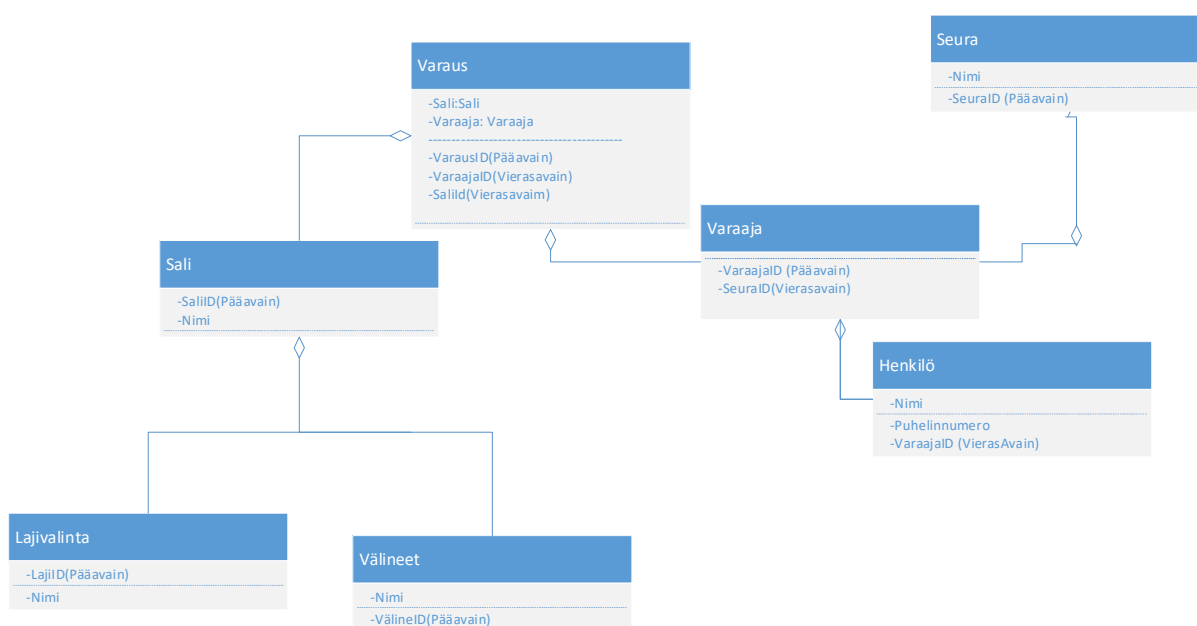 Seura
-Nimi
-SeuraID (Pääavain)
Varaus
-Sali:Sali
-Varaaja: Varaaja
------------------------------------------
-VarausID(Pääavain)
-VaraajaID(Vierasavain)
-SaliId(Vierasavaim)
Varaaja
-VaraajaID (Pääavain)
-SeuraID(Vierasavain)
Sali
-SaliID(Pääavain)
-Nimi
Henkilö
-Nimi
-Puhelinnumero
-VaraajaID (VierasAvain)
Lajivalinta
-LajiID(Pääavain)
-Nimi
Välineet
-Nimi
-VälineID(Pääavain)